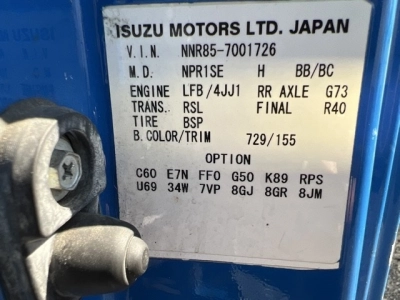 ISUZU MOTORS LTD. JAPAN
V.I.N. NNR85-7001726
M.D. NPR1SE H BB/BC
ENGINE LFB/4JJ1 RR AXLE G73
TRANS. RSL FINAL R40
TIRE BSP
B.COLOR/TRIM 729/155
OPTION
C60 E7N FF0 G50 K89 RPS
U69 34W 7VP 8GJ 8GR 8JM